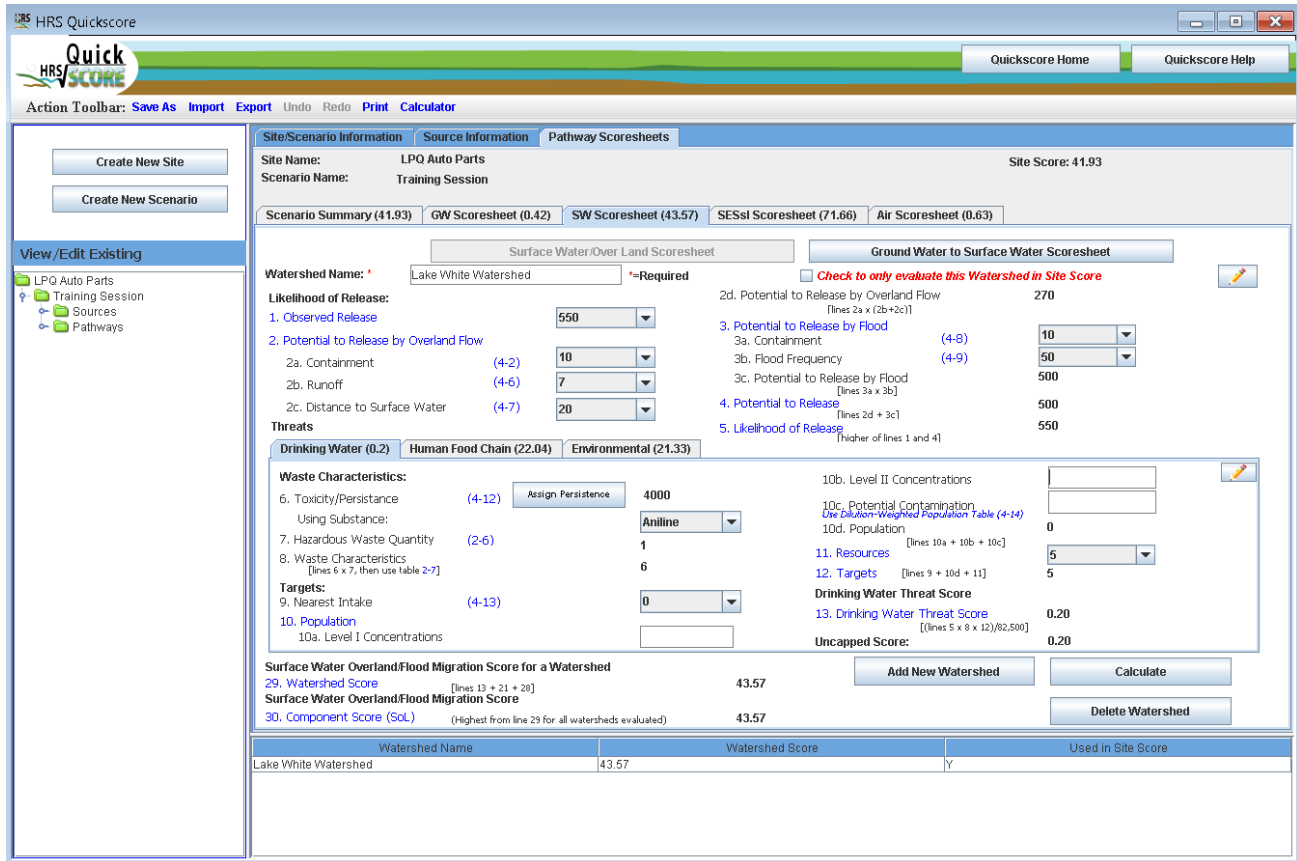 HRS Quickscore
HRS Quick SCORE
Quickscore Home Quickscore Help
Action Toolbar: Save As Import Export Undo Redo Print Calculator
Create New Site
Create New Scenario
View/Edit Existing
LPQ Auto Parts
Training Session
Sources
Pathways
Site/Scenario Information Source Information Pathway Scoresheets
Site Name: LPQ Auto Parts Site Score: 41.93
Scenario Name: Training Session
Scenario Summary (41.93) GW Scoresheet (0.42) SW Scoresheet (43.57) SESsI Scoresheet (71.66) Air Scoresheet (0.63)
Surface Water/Over Land Scoresheet Ground Water to Surface Water Scoresheet
Watershed Name: * Lake White Watershed *=Required Check to only evaluate this Watershed in Site Score
Likelihood of Release:
1. Observed Release 550
2. Potential to Release by Overland Flow
2a. Containment (4-2) 10
2b. Runoff (4-6) 7
2c. Distance to Surface Water (4-7) 20
2d. Potential to Release by Overland Flow 270
[lines 2a x (2b+2c)]
3. Potential to Release by Flood
3a. Containment (4-8) 10
3b. Flood Frequency (4-9) 50
3c. Potential to Release by Flood 500
[lines 3a x 3b]
4. Potential to Release 500
[lines 2d + 3c]
5. Likelihood of Release 550
[higher of lines 1 and 4]
Threats
Drinking Water (0.2) Human Food Chain (22.04) Environmental (21.33)
Waste Characteristics:
6. Toxicity/Persistance (4-12) Assign Persistence 4000
Using Substance: Aniline
7. Hazardous Waste Quantity (2-6) 1
8. Waste Characteristics 6
[lines 6 x 7, then use table 2-7]
Targets:
9. Nearest Intake (4-13) 0
10. Population
10a. Level I Concentrations
10b. Level II Concentrations
10c. Potential Contamination
Use Dilution-Weighted Population Table (4-14)
10d. Population 0
[lines 10a + 10b + 10c]
11. Resources 5
12. Targets [lines 9 + 10d + 11] 5
Drinking Water Threat Score
13. Drinking Water Threat Score 0.20
[(lines 5 x 8 x 12)/82,500]
Uncapped Score: 0.20
Surface Water Overland/Flood Migration Score for a Watershed
29. Watershed Score [lines 13 + 21 + 28] 43.57
Surface Water Overland/Flood Migration Score
30. Component Score (SoL) (Highest from line 29 for all watersheds evaluated) 43.57
Add New Watershed Calculate
Delete Watershed
Watershed Name Watershed Score Used in Site Score
Lake White Watershed 43.57 Y